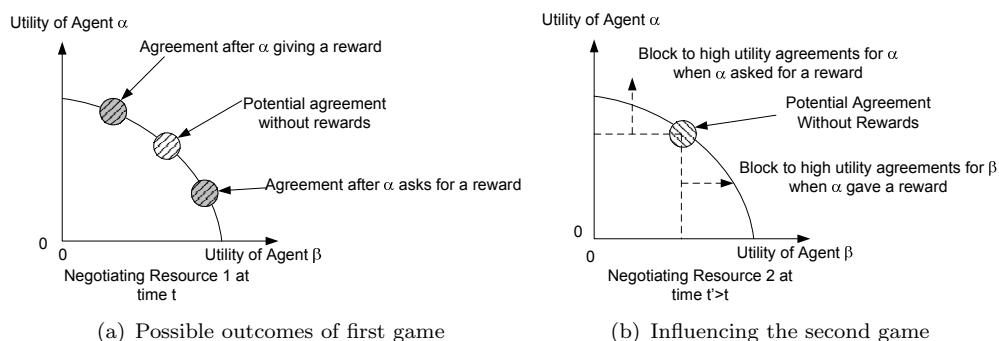 Utility of Agent α
Agreement after α giving a reward
Potential agreement
without rewards
Agreement after α asks for a reward
0
0
Utility of Agent β
Negotiating Resource 1 at
time t
(a) Possible outcomes of first game
Utility of Agent α
Block to high utility agreements for α
when α asked for a reward
Potential Agreement
Without Rewards
Block to high utility agreements for β
when α gave a reward
0
0
Utility of Agent β
Negotiating Resource 2 at
time t'>t
(b) Influencing the second game